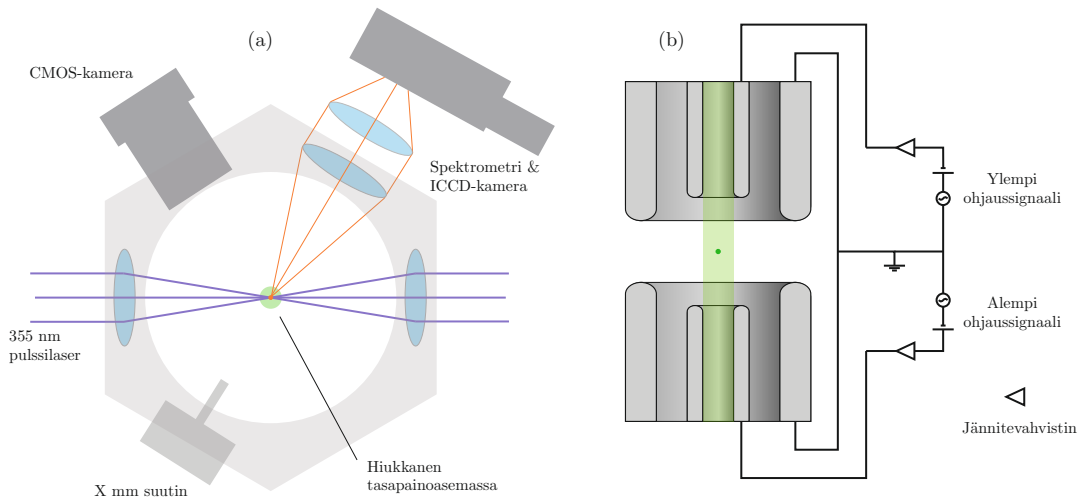 (a)
CMOS-kamera
Spektrometri &
ICCD-kamera
355 nm
pulssilaser
Hiukkanen
tasapainoasemassa
X mm suutin
(b)
Ylempi
ohjaussignaali
Alempi
ohjaussignaali
Jännitevahvistin